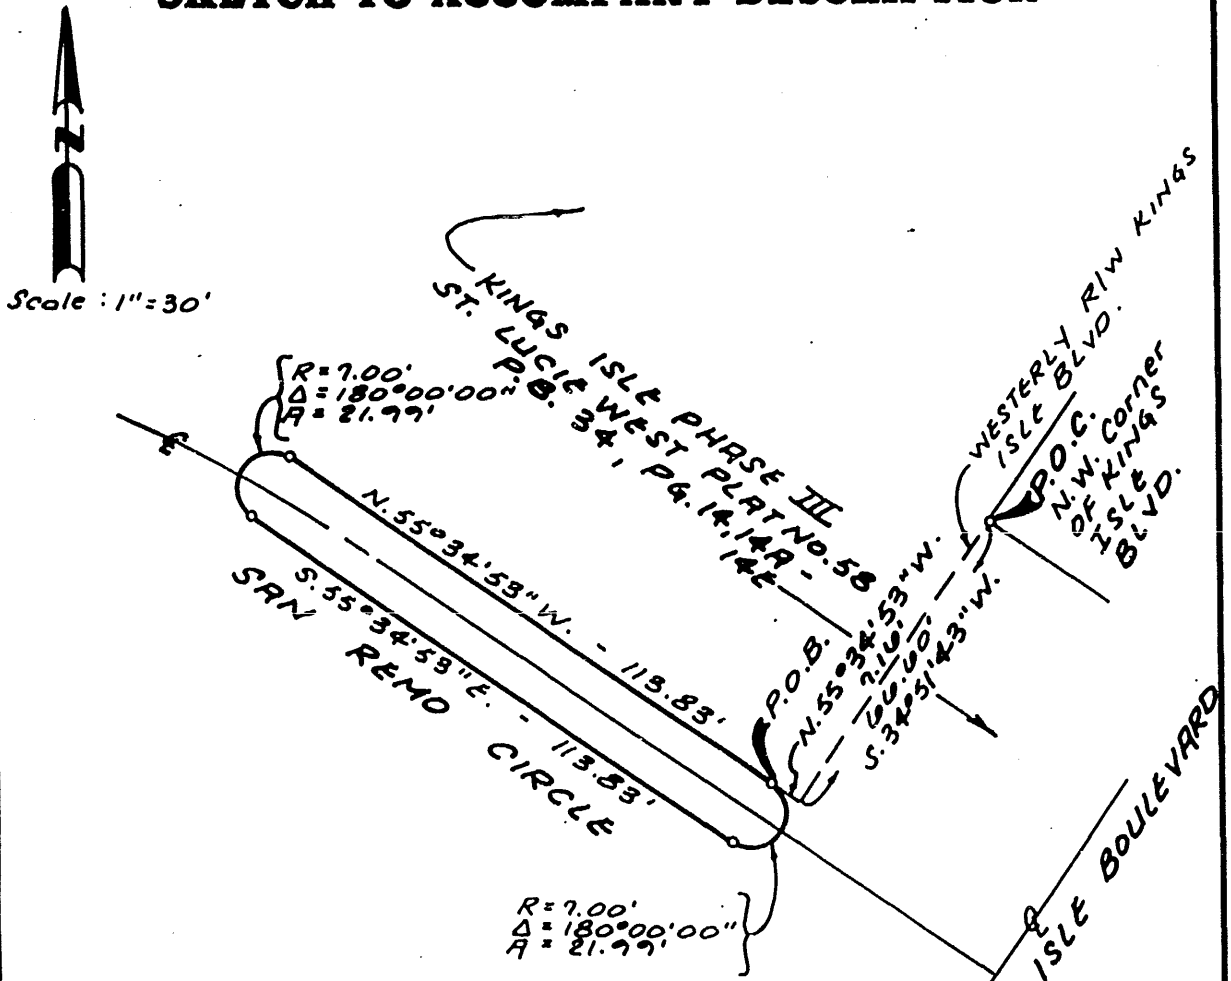 SKETCH TO ACCOMPANY DESCRIPTION
N
Scale : 1"=30'
KINGS ISLE PHASE III
ST. LUCIE WEST PLAT NO. 58
P.B. 34, PG. 14, 14A -
14E
WESTERLY R/W KINGS
ISLE BLVD.
P.O.C.
N.W. Corner
OF KINGS
ISLE
BLVD.
R = 7.00'
Δ = 180°00'00"
A = 21.99'
℄
N.55°34'53"W. - 113.83'
S.55°34'53"E. - 113.83'
SAN REMO CIRCLE
P.O.B.
N.55°34'53"W.
7.16'
66.60'
S.34°51'43"W.
R = 7.00'
Δ = 180°00'00"
A = 21.99'
℄
ISLE BOULEVARD